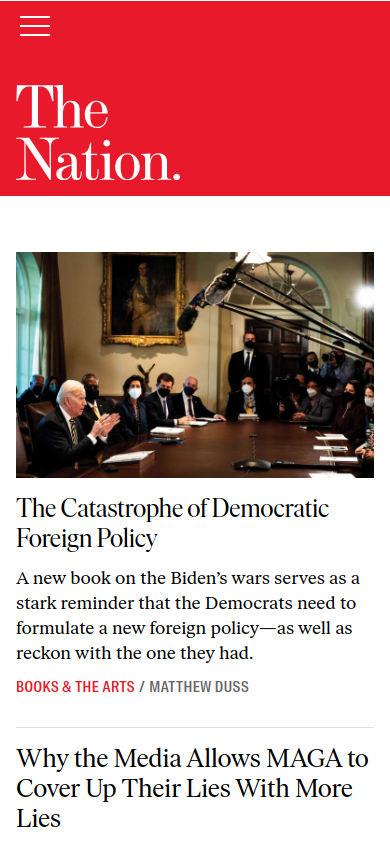 The
Nation.
The Catastrophe of Democratic
Foreign Policy
A new book on the Biden’s wars serves as a
stark reminder that the Democrats need to
formulate a new foreign policy—as well as
reckon with the one they had.
BOOKS & THE ARTS / MATTHEW DUSS
Why the Media Allows MAGA to
Cover Up Their Lies With More
Lies